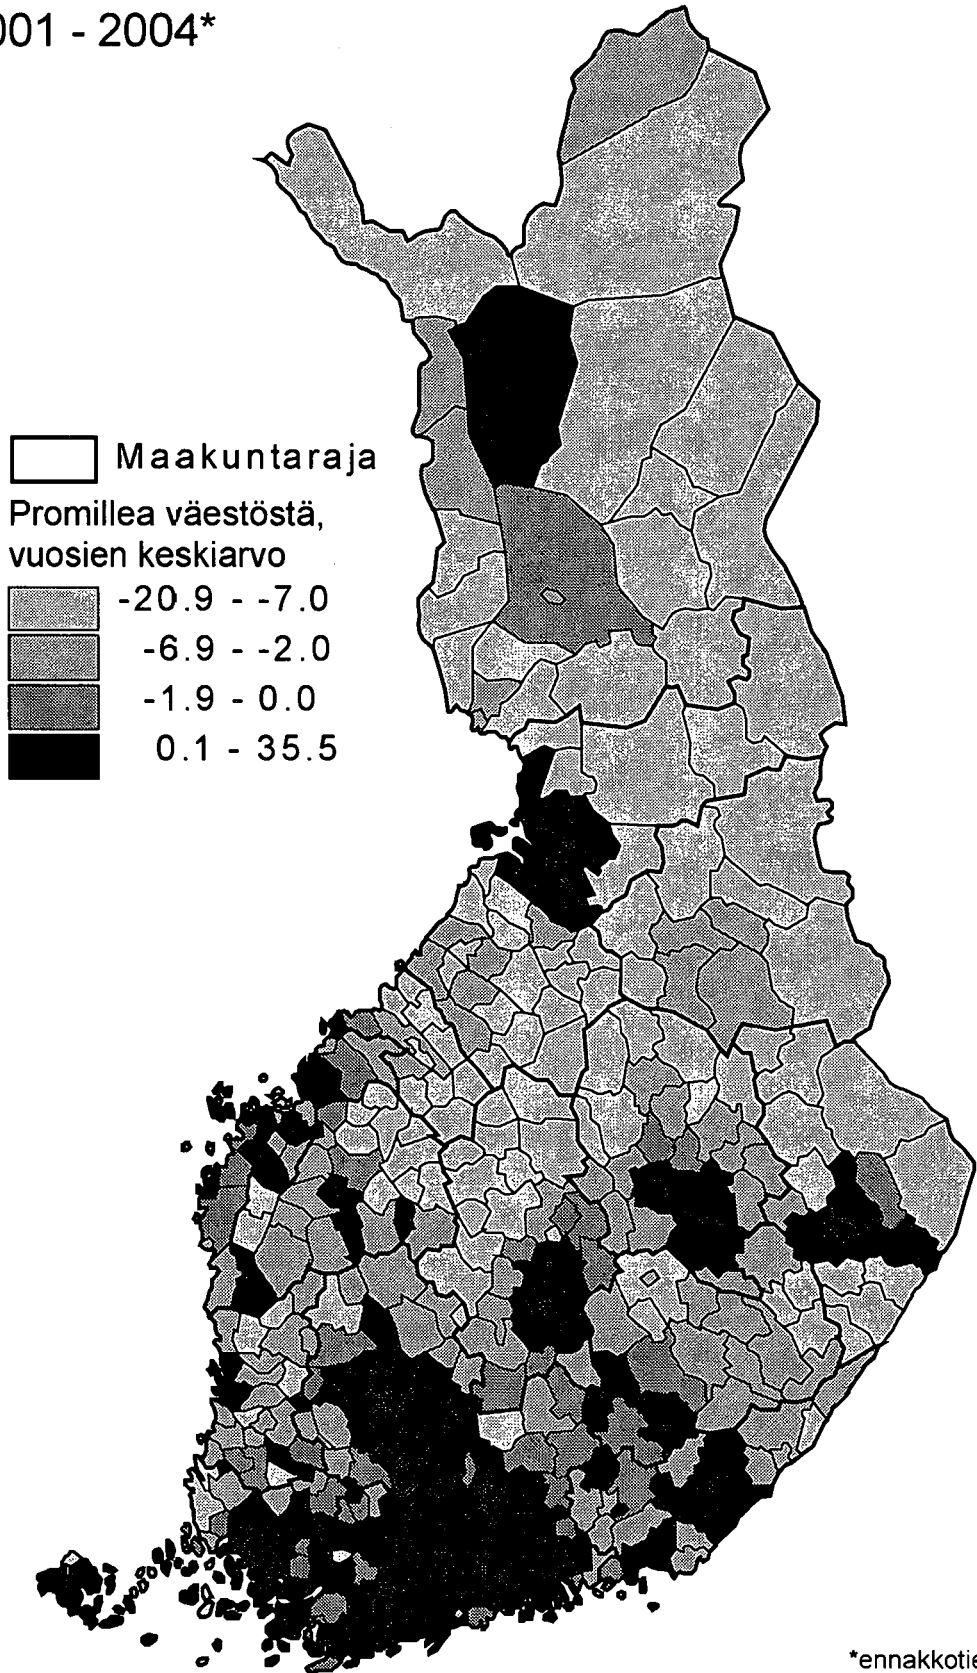 001 - 2004*
Maakuntaraja
Promillea väestöstä,
vuosien keskiarvo
-20.9 - -7.0
-6.9 - -2.0
-1.9 - 0.0
0.1 - 35.5
*ennakkotie